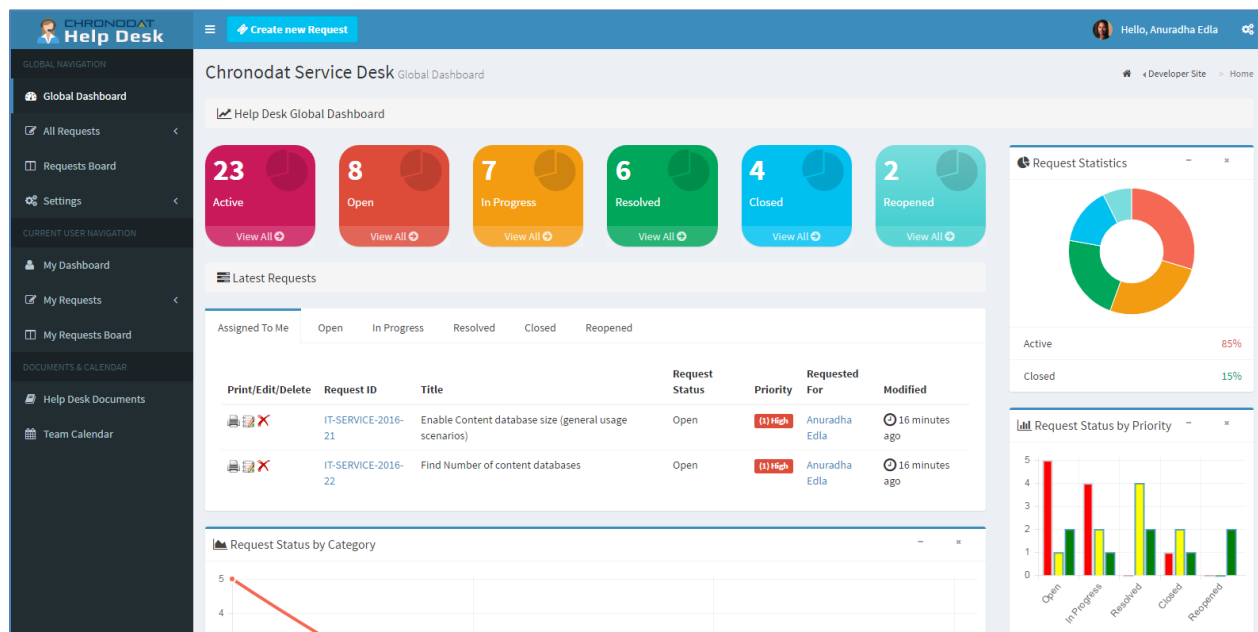 CHRONODAT
Help Desk
Create new Request
Hello, Anuradha Edla
GLOBAL NAVIGATION
Global Dashboard
All Requests
Requests Board
Settings
CURRENT USER NAVIGATION
My Dashboard
My Requests
My Requests Board
DOCUMENTS & CALENDAR
Help Desk Documents
Team Calendar
Chronodat Service Desk Global Dashboard
Developer Site > Home
Help Desk Global Dashboard
23
Active
View All
8
Open
View All
7
In Progress
View All
6
Resolved
View All
4
Closed
View All
2
Reopened
View All
Latest Requests
Assigned To Me Open In Progress Resolved Closed Reopened
Print/Edit/Delete Request ID Title Request Status Priority Requested For Modified
IT-SERVICE-2016-
21
Enable Content database size (general usage
scenarios)
Open
(1) High
Anuradha
Edla
16 minutes
ago
IT-SERVICE-2016-
22
Find Number of content databases
Open
(1) High
Anuradha
Edla
16 minutes
ago
Request Status by Category
5
4
Request Statistics
Active 85%
Closed 15%
Request Status by Priority
5
4
3
2
1
0
Open
In Progress
Resolved
Closed
Reopened